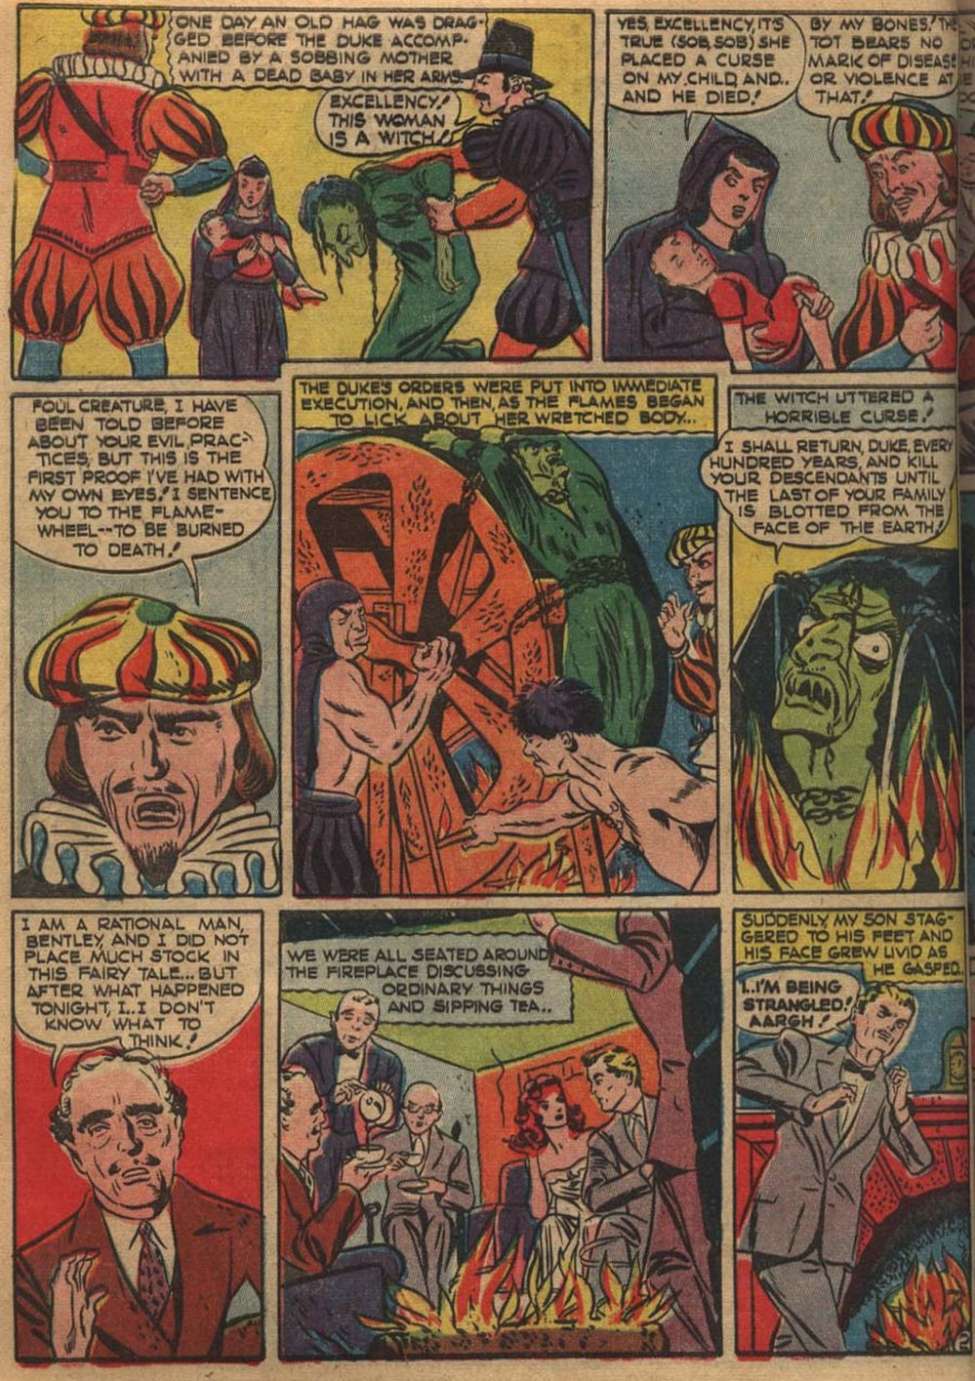 ONE DAY AN OLD HAG WAS DRAG-
GED BEFORE THE DUKE ACCOMP-
ANIED BY A SOBBING MOTHER
WITH A DEAD BABY IN HER ARMS
EXCELLENCY!
THIS WOMAN
IS A WITCH!
YES, EXCELLENCY, IT'S
TRUE (SOB, SOB) SHE
PLACED A CURSE
ON MY CHILD AND..
AND HE DIED!
BY MY BONES! THE
TOT BEARS NO
MARK OF DISEASE
OR VIOLENCE AT
THAT!
FOUL CREATURE, I HAVE
BEEN TOLD BEFORE
ABOUT YOUR EVIL PRAC-
TICES, BUT THIS IS THE
FIRST PROOF I'VE HAD WITH
MY OWN EYES! I SENTENCE
YOU TO THE FLAME-
WHEEL--TO BE BURNED
TO DEATH!
THE DUKE'S ORDERS WERE PUT INTO IMMEDIATE
EXECUTION, AND THEN, AS THE FLAMES BEGAN
TO LICK ABOUT HER WRETCHED BODY...
THE WITCH UTTERED A
HORRIBLE CURSE!
I SHALL RETURN, DUKE, EVERY
HUNDRED YEARS, AND KILL
YOUR DESCENDANTS UNTIL
THE LAST OF YOUR FAMILY
IS BLOTTED FROM THE
FACE OF THE EARTH!
I AM A RATIONAL MAN,
BENTLEY, AND I DID NOT
PLACE MUCH STOCK IN
THIS FAIRY TALE... BUT
AFTER WHAT HAPPENED
TONIGHT, I.. I DON'T
KNOW WHAT TO
THINK!
WE WERE ALL SEATED AROUND
THE FIREPLACE DISCUSSING
ORDINARY THINGS
AND SIPPING TEA..
SUDDENLY, MY SON STAG-
GERED TO HIS FEET AND
HIS FACE GREW LIVID AS
HE GASPED..
I..I'M BEING
STRANGLED!
AARGH!
2